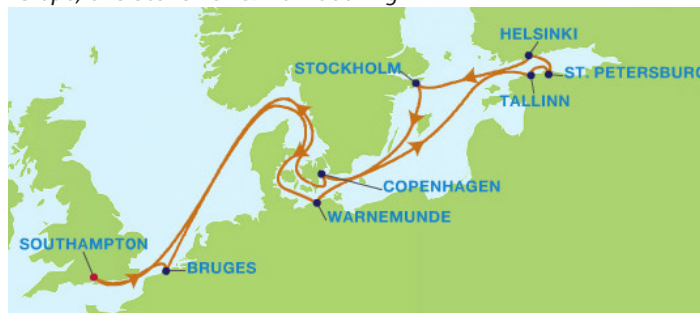 HELSINKI
STOCKHOLM
ST. PETERSBURG
TALLINN
COPENHAGEN
WARNEMUNDE
SOUTHAMPTON
BRUGES